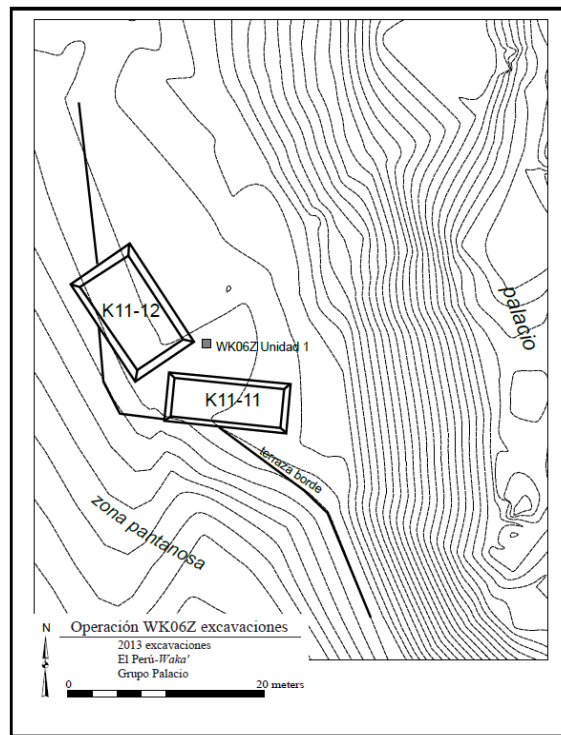 K11-12
palacio
WK06Z Unidad 1
K11-11
terraza borde
zona pantanosa
N
Operación WK06Z excavaciones
2013 excavaciones
El Perú-Waka'
Grupo Palacio
0 20 meters